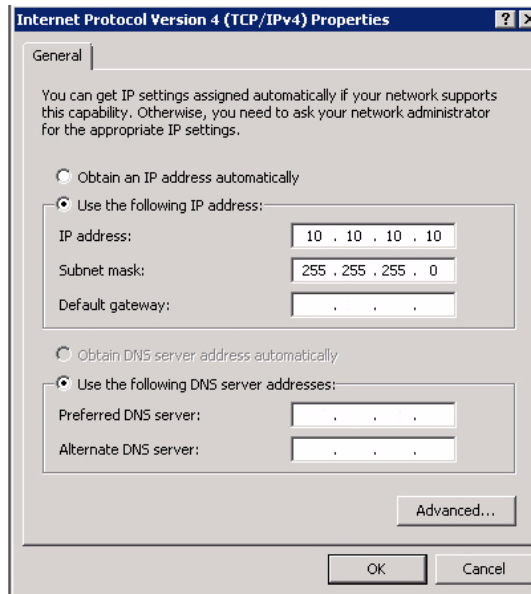 Internet Protocol Version 4 (TCP/IPv4) Properties
General
You can get IP settings assigned automatically if your network supports
this capability. Otherwise, you need to ask your network administrator
for the appropriate IP settings.
Obtain an IP address automatically
Use the following IP address:
IP address: 10 . 10 . 10 . 10
Subnet mask: 255 . 255 . 255 . 0
Default gateway: . . .
Obtain DNS server address automatically
Use the following DNS server addresses:
Preferred DNS server: . . .
Alternate DNS server: . . .
Advanced...
OK Cancel